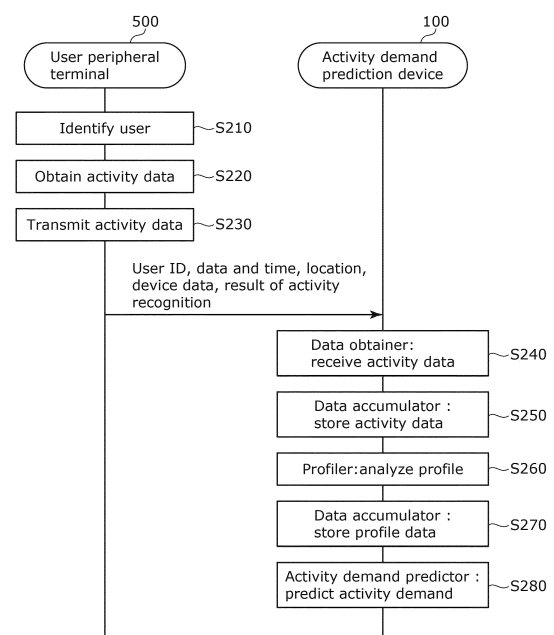 500
100
User peripheral
terminal
Activity demand
prediction device
Identify user
S210
Obtain activity data
S220
Transmit activity data
S230
User ID, data and time, location,
device data, result of activity
recognition
Data obtainer:
receive activity data
S240
Data accumulator :
store activity data
S250
Profiler:analyze profile
S260
Data accumulator :
store profile data
S270
Activity demand predictor :
predict activity demand
S280